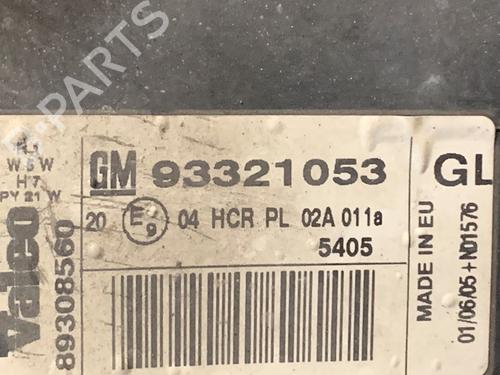 B-PARTS
H1
W 5 W
H 7
PY 21 W
Valeo
89308560
GM 93321053
20 E9 04 HCR PL 02A 011a
5405
GL
MADE IN EU
01/06/05 + N01576